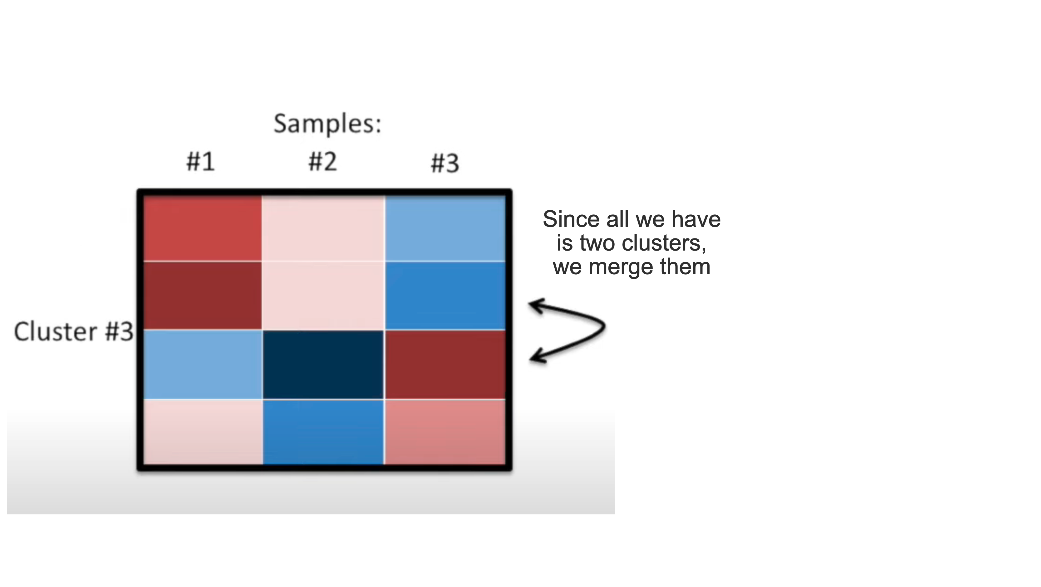 Samples:
#1 #2 #3
Since all we have
is two clusters,
we merge them
Cluster #3